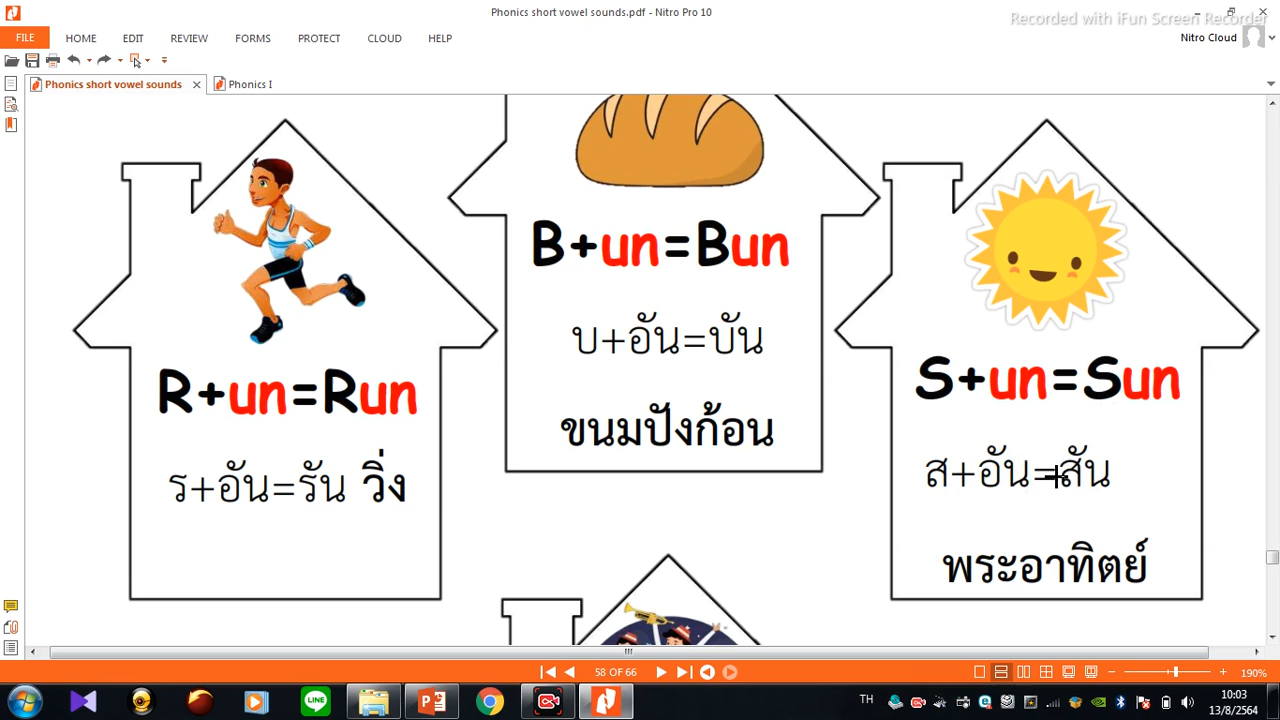 Phonics short vowel sounds.pdf - Nitro Pro 10
Recorded with iFun Screen Recorder
FILE HOME EDIT REVIEW FORMS PROTECT CLOUD HELP Nitro Cloud
Phonics short vowel sounds Phonics I
R+un=Run
ร+อัน=รัน วิ่ง
B+un=Bun
บ+อัน=บัน
ขนมปังก้อน
S+un=Sun
ส+อัน=สัน
พระอาทิตย์
58 OF 66 190%
LINE TH 10:03
13/8/2564